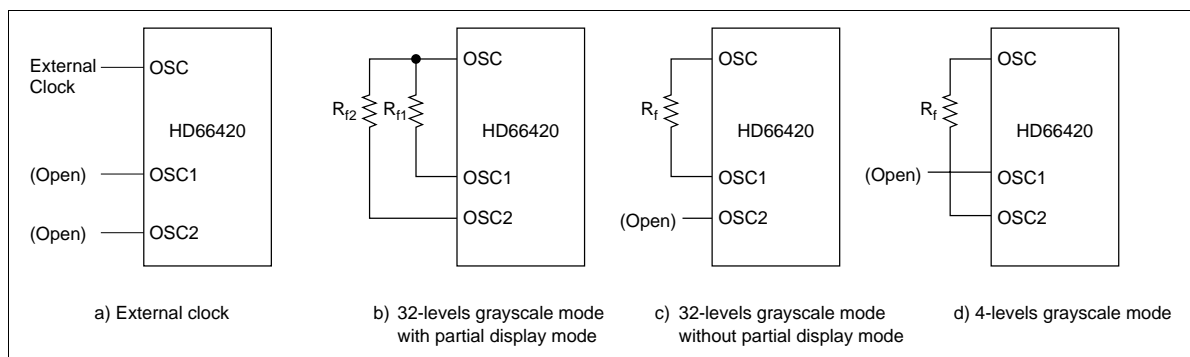 External
Clock
OSC
HD66420
(Open)
OSC1
(Open)
OSC2
a) External clock
OSC
Rf2
Rf1
HD66420
OSC1
OSC2
b) 32-levels grayscale mode
with partial display mode
OSC
Rf
HD66420
OSC1
(Open)
OSC2
c) 32-levels grayscale mode
without partial display mode
OSC
Rf
HD66420
(Open)
OSC1
OSC2
d) 4-levels grayscale mode